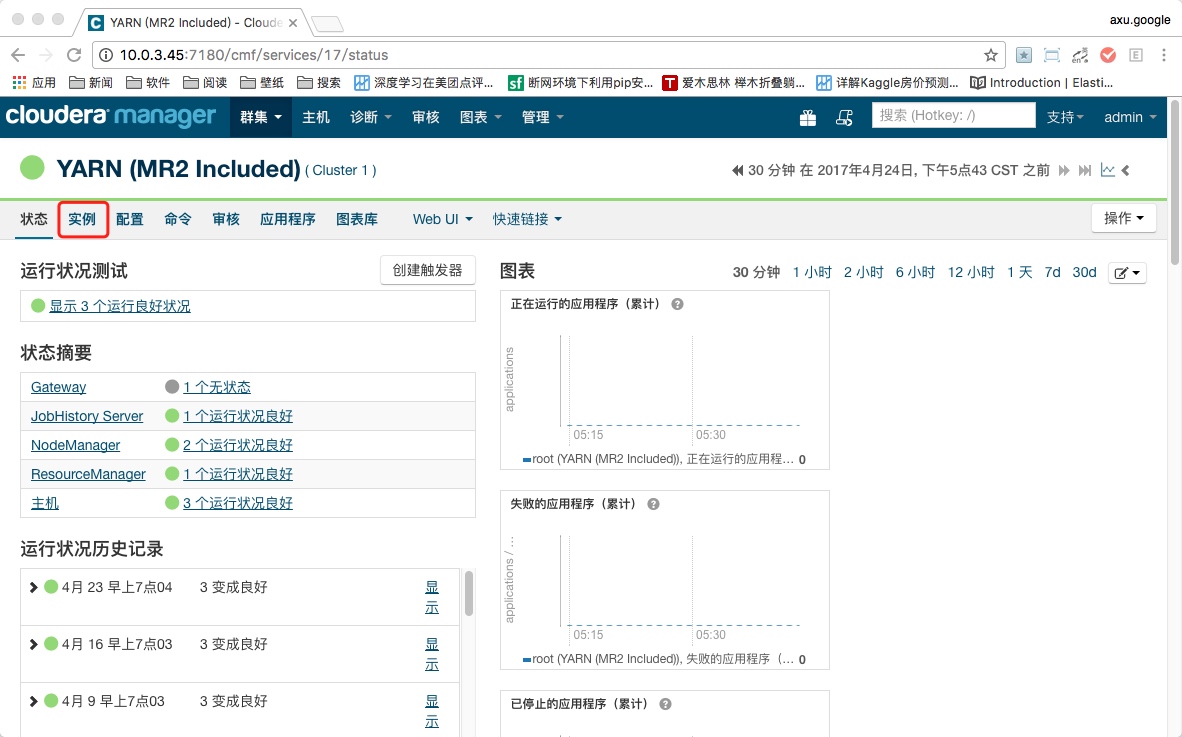 YARN (MR2 Included) - Cloude
axu.google
10.0.3.45:7180/cmf/services/17/status
应用 新闻 软件 阅读 壁纸 搜索 深度学习在美团点评... 断网环境下利用pip安... 爱木思林 榉木折叠躺... 详解Kaggle房价预测... Introduction | Elasti...
cloudera manager 群集 主机 诊断 审核 图表 管理 搜索 (Hotkey: /) 支持 admin
YARN (MR2 Included) ( Cluster 1 ) 30 分钟 在 2017年4月24日, 下午5点43 CST 之前
状态 实例 配置 命令 审核 应用程序 图表库 Web UI 快速链接 操作
运行状况测试 创建触发器
显示 3 个运行良好状况
状态摘要
Gateway 1 个无状态
JobHistory Server 1 个运行状况良好
NodeManager 2 个运行状况良好
ResourceManager 1 个运行状况良好
主机 3 个运行状况良好
运行状况历史记录
4月 23 早上7点04 3 变成良好 显示
4月 16 早上7点03 3 变成良好 显示
4月 9 早上7点03 3 变成良好 显示
图表 30 分钟 1 小时 2 小时 6 小时 12 小时 1 天 7d 30d
正在运行的应用程序（累计）
applications
05:15 05:30
root (YARN (MR2 Included)), 正在运行的应用程... 0
失败的应用程序（累计）
applications / ...
05:15 05:30
root (YARN (MR2 Included)), 失败的应用程序（... 0
已停止的应用程序（累计）